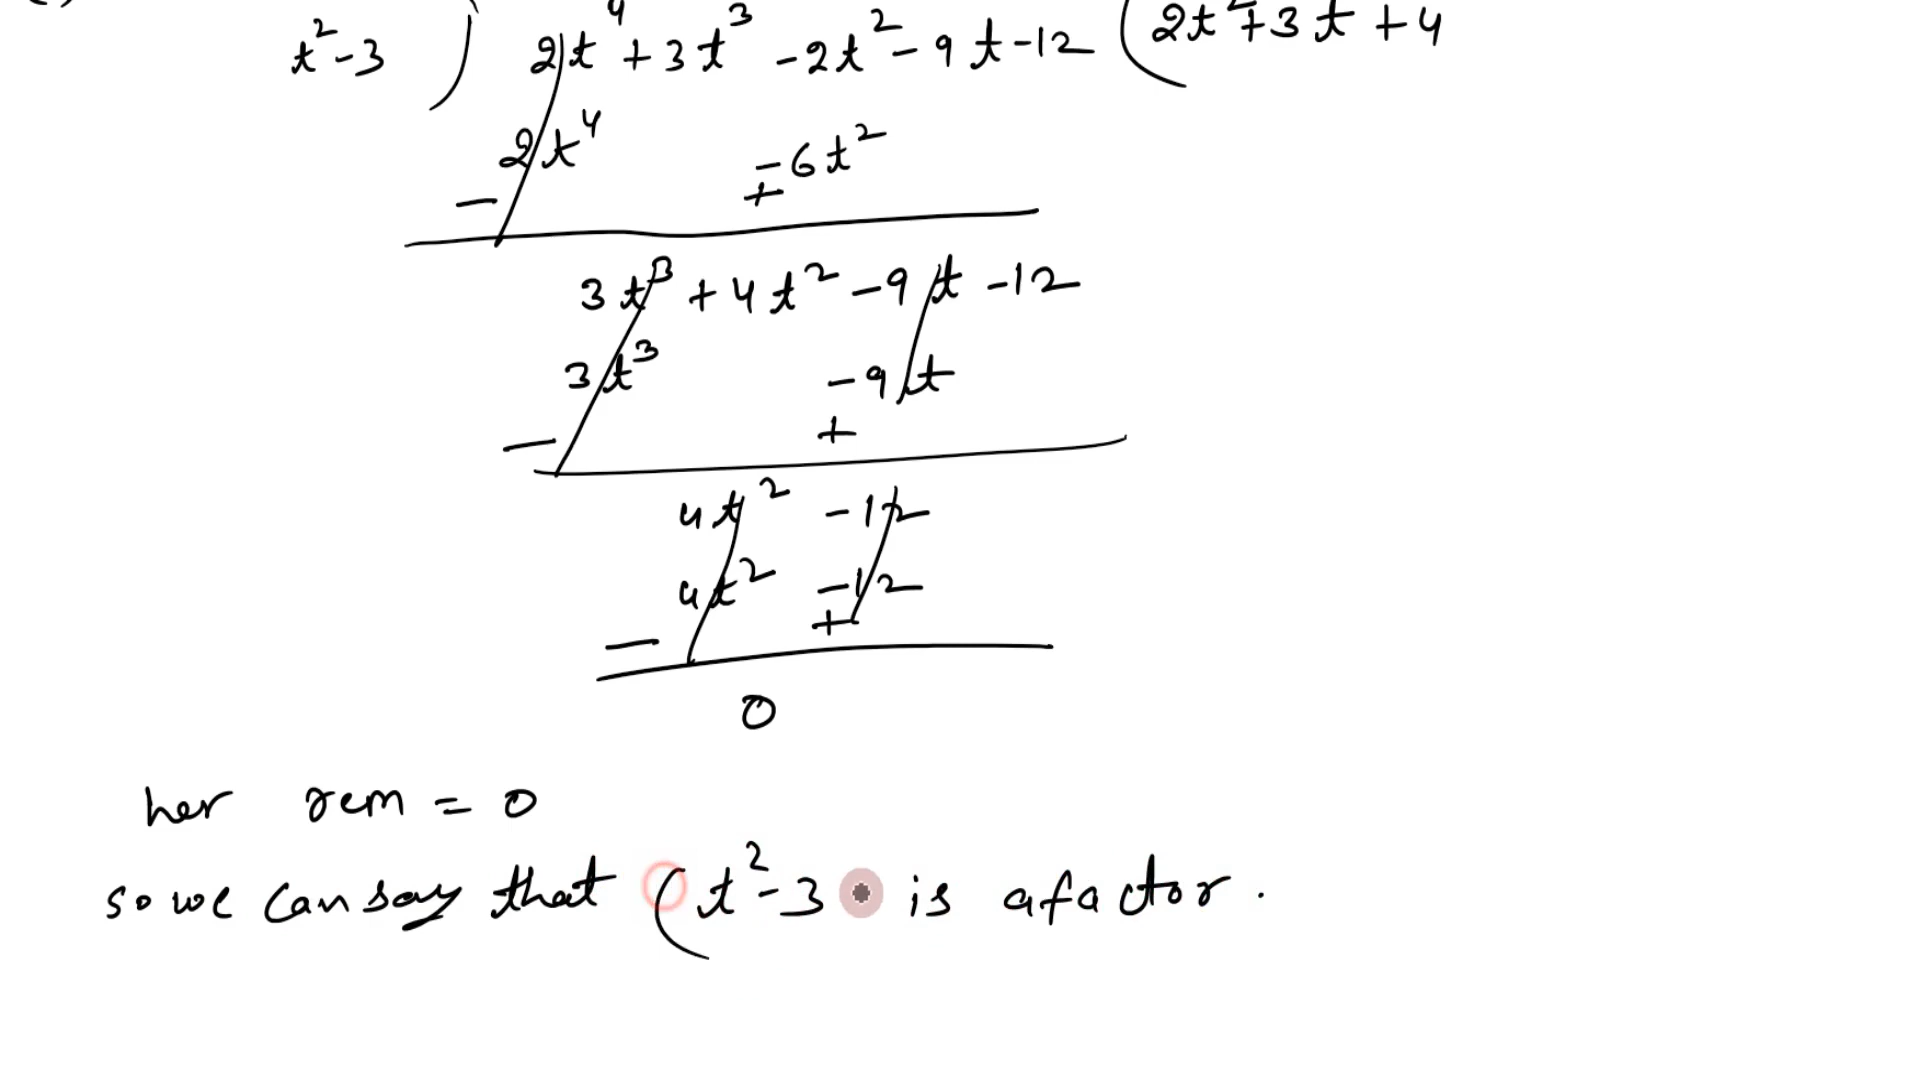 t²-3 ) 2t⁴ + 3t³ - 2t² - 9t - 12 ( 2t² + 3t + 4
2t⁴ - 6t²
- +
3t³ + 4t² - 9t - 12
3t³ - 9t
- +
4t² - 12
4t² - 12
- +
0
her rem = 0
so we can say that (t² - 3 is a factor .